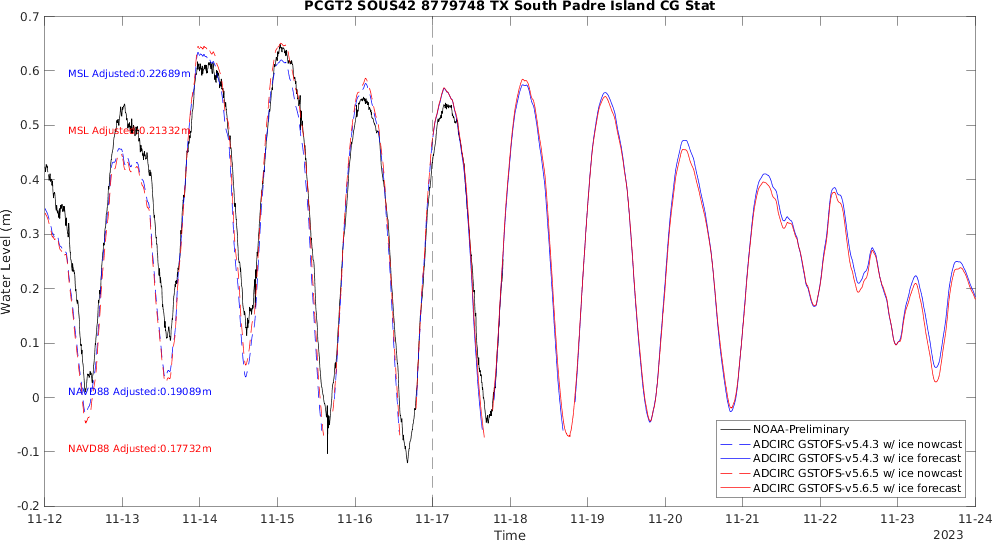 PCGT2 SOUS42 8779748 TX South Padre Island CG Stat
0.7
0.6
0.5
0.4
0.3
0.2
0.1
0
-0.1
-0.2
Water Level (m)
MSL Adjusted:0.22689m
MSL Adjusted:0.21332m
NAVD88 Adjusted:0.19089m
NAVD88 Adjusted:0.17732m
NOAA-Preliminary
ADCIRC GSTOFS-v5.4.3 w/ ice nowcast
ADCIRC GSTOFS-v5.4.3 w/ ice forecast
ADCIRC GSTOFS-v5.6.5 w/ ice nowcast
ADCIRC GSTOFS-v5.6.5 w/ ice forecast
11-12 11-13 11-14 11-15 11-16 11-17 11-18 11-19 11-20 11-21 11-22 11-23 11-24
Time
2023